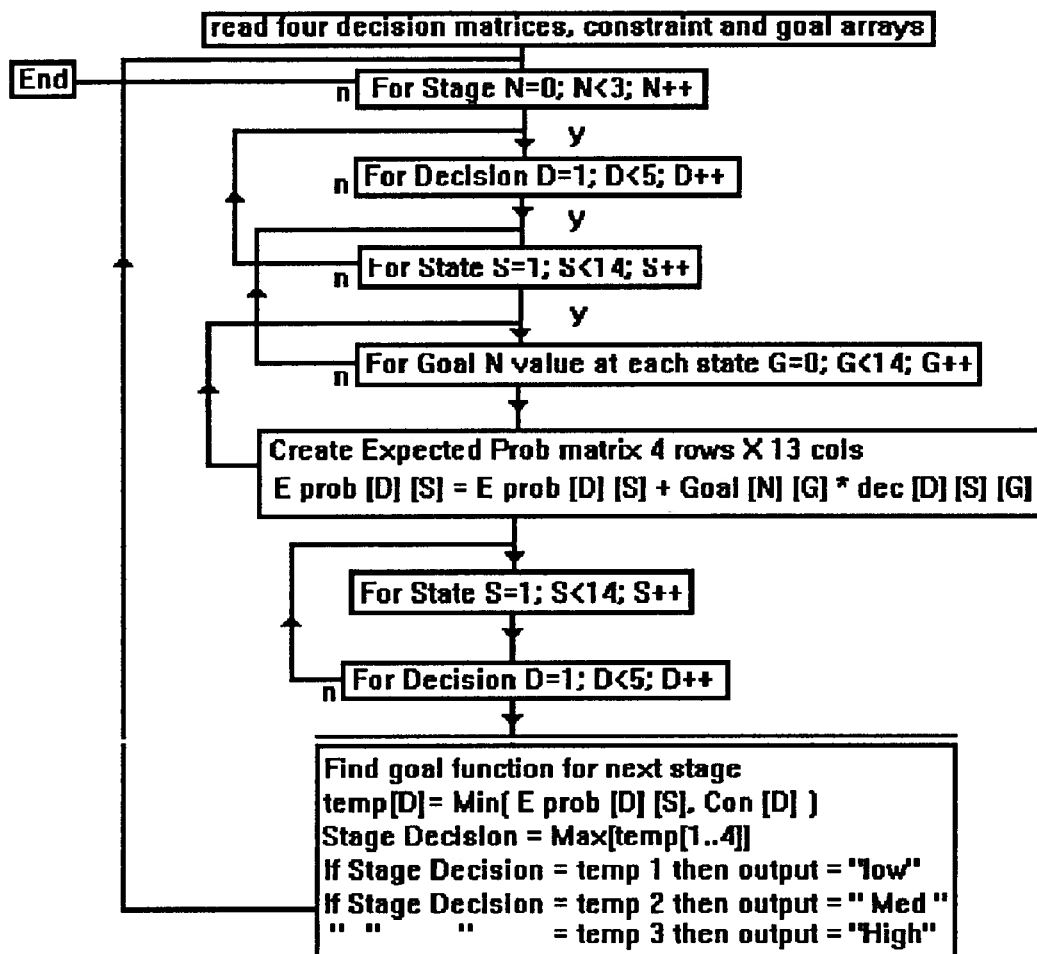 read four decision matrices, constraint and goal arrays
End
n
For Stage N=0; N<3; N++
y
n
For Decision D=1; D<5; D++
y
n
For State S=1; S<14; S++
y
n
For Goal N value at each state G=0; G<14; G++
Create Expected Prob matrix 4 rows X 13 cols
E prob [D] [S] = E prob [D] [S] + Goal [N] [G] * dec [D] [S] [G]
For State S=1; S<14; S++
n
For Decision D=1; D<5; D++
Find goal function for next stage
temp[D]= Min( E prob [D] [S], Con [D] )
Stage Decision = Max[temp[1..4]]
If Stage Decision = temp 1 then output = "low"
If Stage Decision = temp 2 then output = " Med "
" " " = temp 3 then output = "High"